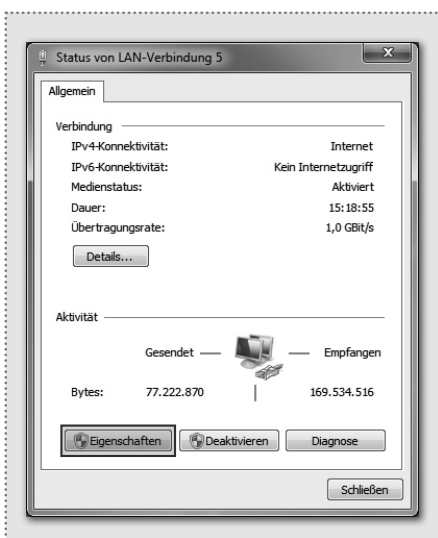 Status von LAN-Verbindung 5
Allgemein
Verbindung
IPv4-Konnektivität: Internet
IPv6-Konnektivität: Kein Internetzugriff
Medienstatus: Aktiviert
Dauer: 15:18:55
Übertragungsrate: 1,0 GBit/s
Details...
Aktivität
Gesendet Empfangen
Bytes: 77.222.870 169.534.516
Eigenschaften Deaktivieren Diagnose
Schließen